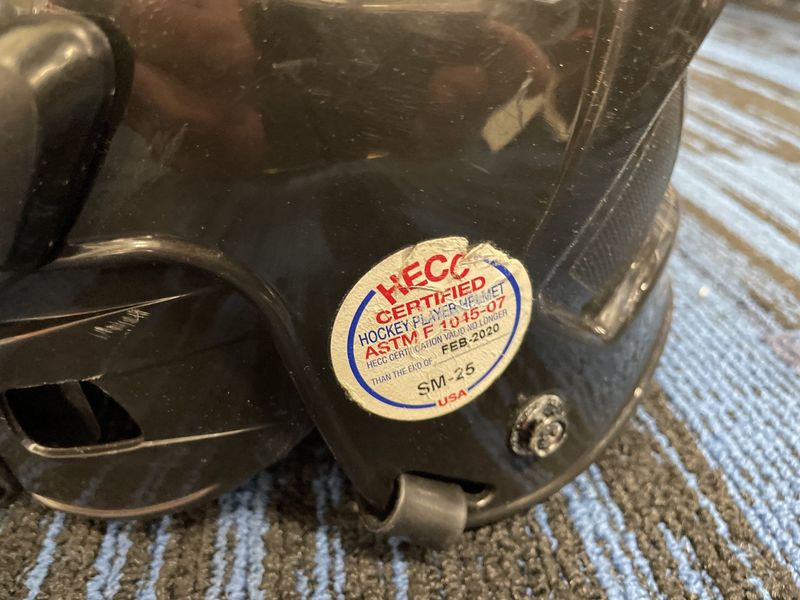 HECC
CERTIFIED
HOCKEY PLAYER HELMET
ASTM F 1045-07
HECC CERTIFICATION VALID NO LONGER
THAN THE END OF FEB-2020
SM-25
USA